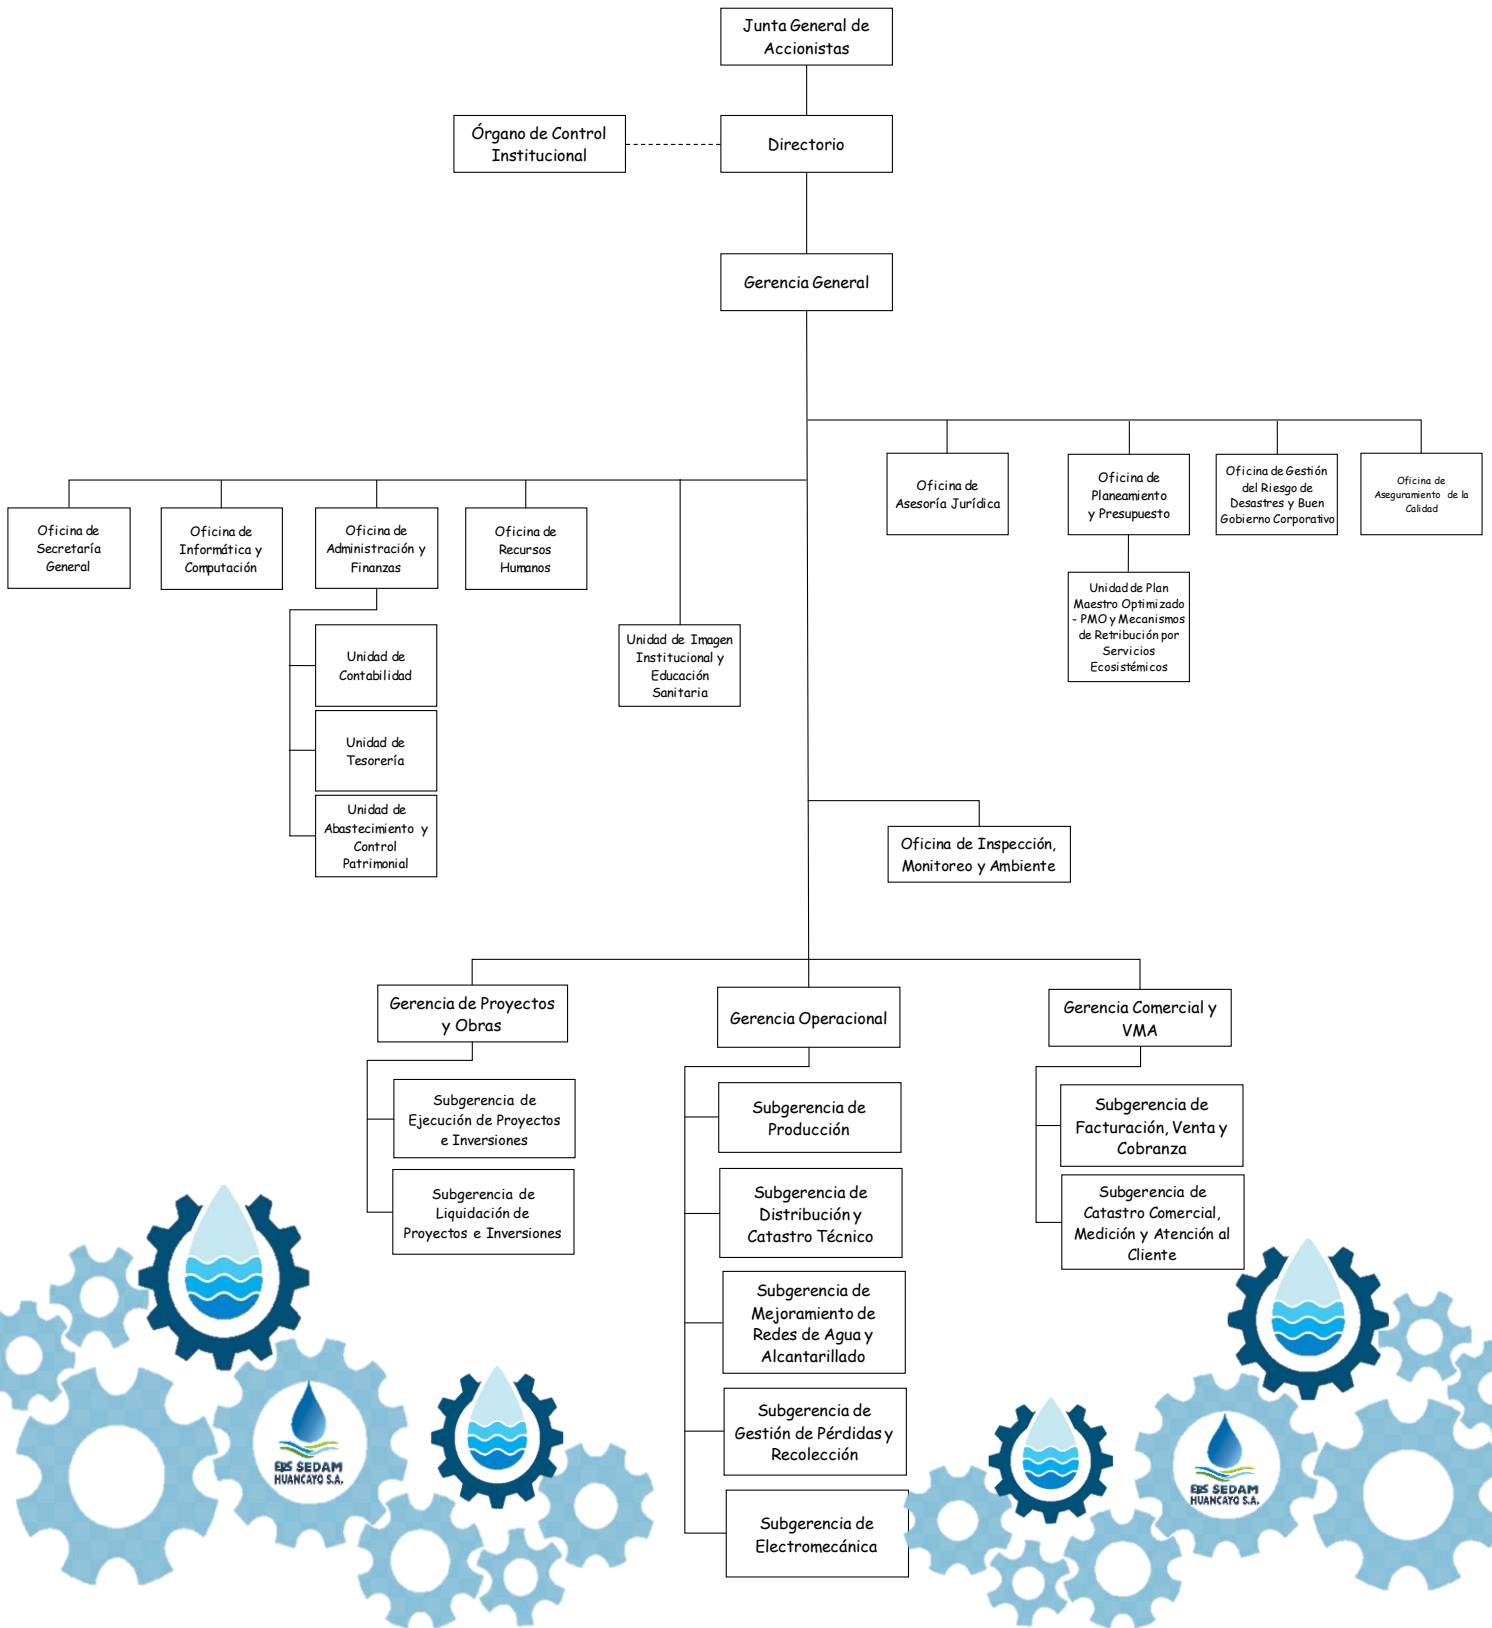 Junta General de
Accionistas
Órgano de Control
Institucional
Directorio
Gerencia General
Oficina de
Asesoría Jurídica
Oficina de
Planeamiento
y Presupuesto
Oficina de Gestión
del Riesgo de
Desastres y Buen
Gobierno Corporativo
Oficina de
Aseguramiento de la
Calidad
Oficina de
Secretaría
General
Oficina de
Informática y
Computación
Oficina de
Administración y
Finanzas
Oficina de
Recursos
Humanos
Unidad de Plan
Maestro Optimizado
- PMO y Mecanismos
de Retribución por
Servicios
Ecosistémicos
Unidad de Contabilidad
Unidad de Imagen
Institucional y
Educación
Sanitaria
Unidad de
Tesorería
Unidad de
Abastecimiento y
Control
Patrimonial
Oficina de Inspección,
Monitoreo y Ambiente
Gerencia de Proyectos
y Obras
Gerencia Operacional
Gerencia Comercial y
VMA
Subgerencia de
Ejecución de Proyectos
e Inversiones
Subgerencia de
Liquidación de
Proyectos e Inversiones
Subgerencia de
Producción
Subgerencia de
Distribución y
Catastro Técnico
Subgerencia de
Mejoramiento de
Redes de Agua y
Alcantarillado
Subgerencia de
Gestión de Pérdidas y
Recolección
Subgerencia de
Electromecánica
Subgerencia de
Facturación, Venta y
Cobranza
Subgerencia de
Catastro Comercial,
Medición y Atención al
Cliente
EPS SEDAM
HUANCAYO S.A.
EPS SEDAM
HUANCAYO S.A.